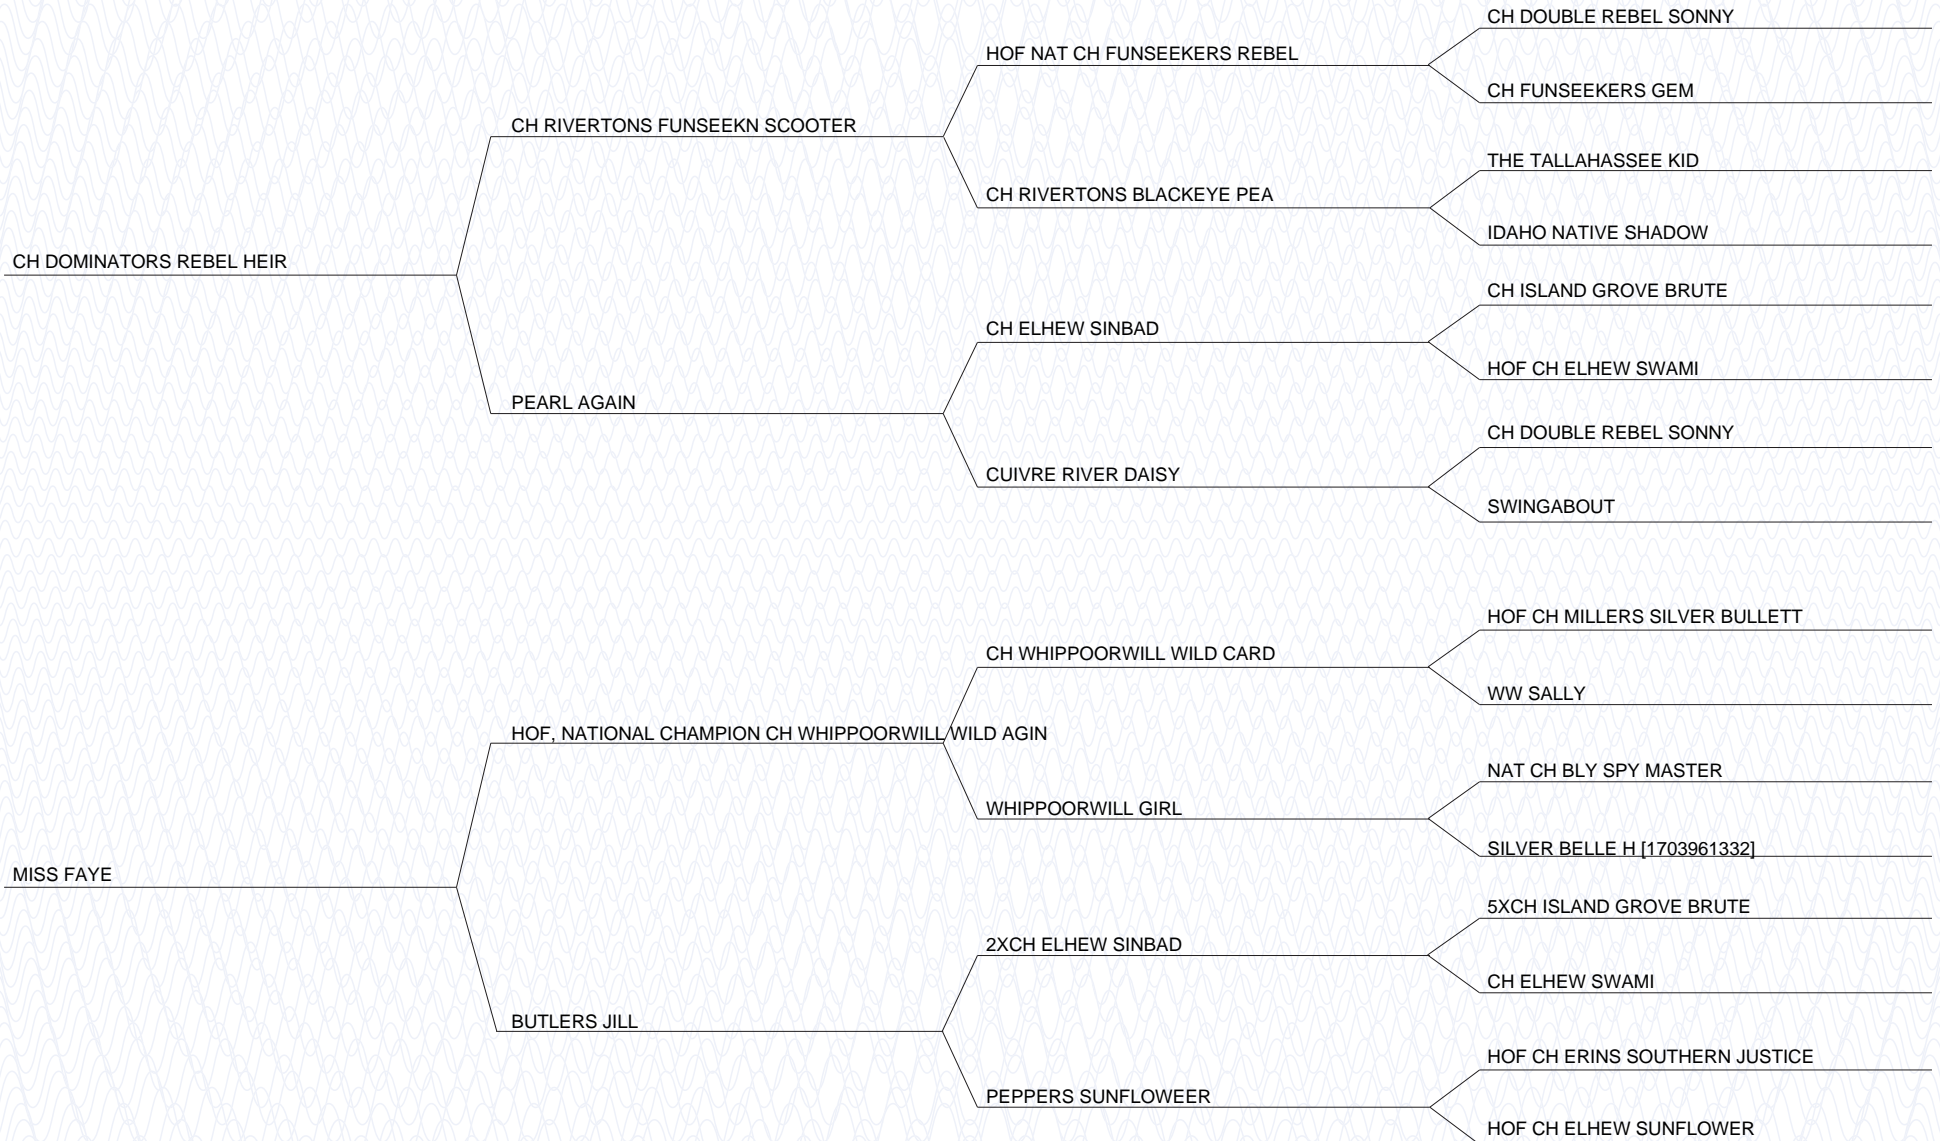 CH DOUBLE REBEL SONNY
HOF NAT CH FUNSEEKERS REBEL
CH FUNSEEKERS GEM
CH RIVERTONS FUNSEEKN SCOOTER
THE TALLAHASSEE KID
CH RIVERTONS BLACKEYE PEA
IDAHO NATIVE SHADOW
CH DOMINATORS REBEL HEIR
CH ISLAND GROVE BRUTE
CH ELHEW SINBAD
HOF CH ELHEW SWAMI
PEARL AGAIN
CH DOUBLE REBEL SONNY
CUIVRE RIVER DAISY
SWINGABOUT
HOF CH MILLERS SILVER BULLETT
CH WHIPPOORWILL WILD CARD
WW SALLY
HOF, NATIONAL CHAMPION CH WHIPPOORWILL WILD AGIN
NAT CH BLY SPY MASTER
WHIPPOORWILL GIRL
SILVER BELLE H [1703961332]
MISS FAYE
5XCH ISLAND GROVE BRUTE
2XCH ELHEW SINBAD
CH ELHEW SWAMI
BUTLERS JILL
HOF CH ERINS SOUTHERN JUSTICE
PEPPERS SUNFLOWEER
HOF CH ELHEW SUNFLOWER